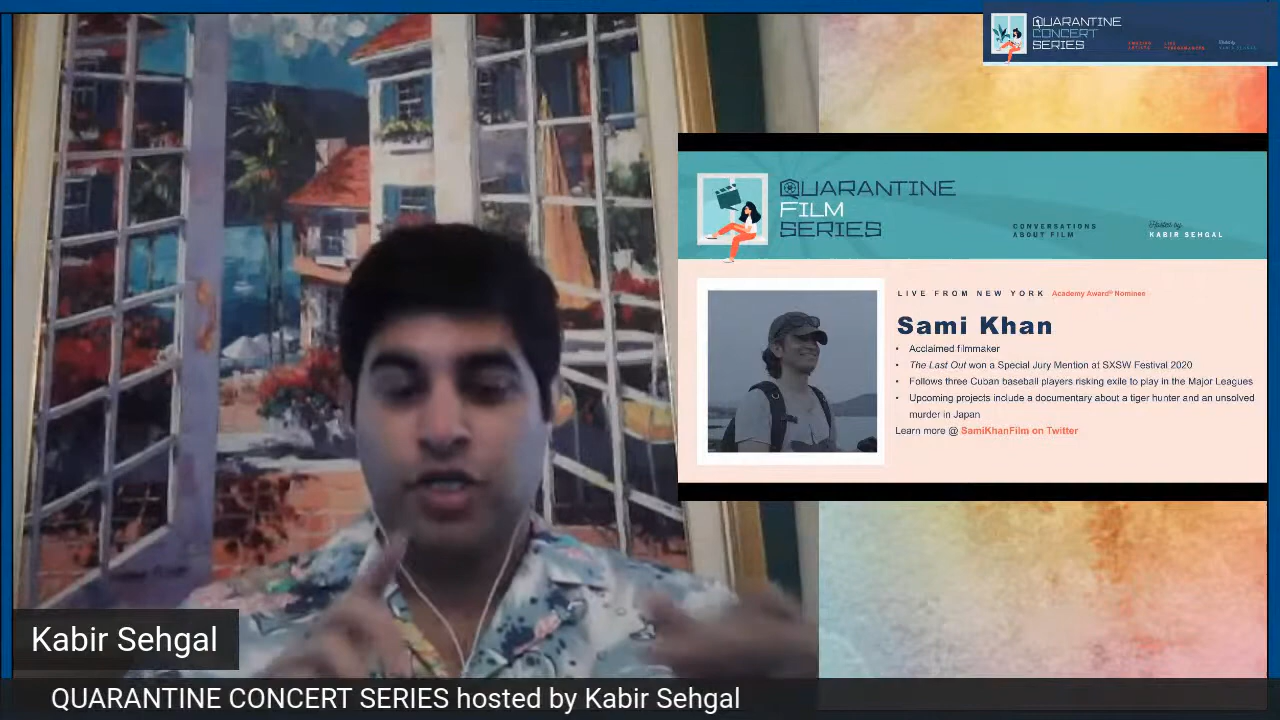 QUARANTINE
CONCERT
SERIES
QUARANTINE
FILM
SERIES
CONVERSATIONS
ABOUT FILM
Hosted by
KABIR SEHGAL
LIVE FROM NEW YORK Academy Award® Nominee
Sami Khan
• Acclaimed filmmaker
• The Last Out won a Special Jury Mention at SXSW Festival 2020
• Follows three Cuban baseball players risking exile to play in the Major Leagues
• Upcoming projects include a documentary about a tiger hunter and an unsolved
murder in Japan
Learn more @ SamiKhanFilm on Twitter
Kabir Sehgal
QUARANTINE CONCERT SERIES hosted by Kabir Sehgal